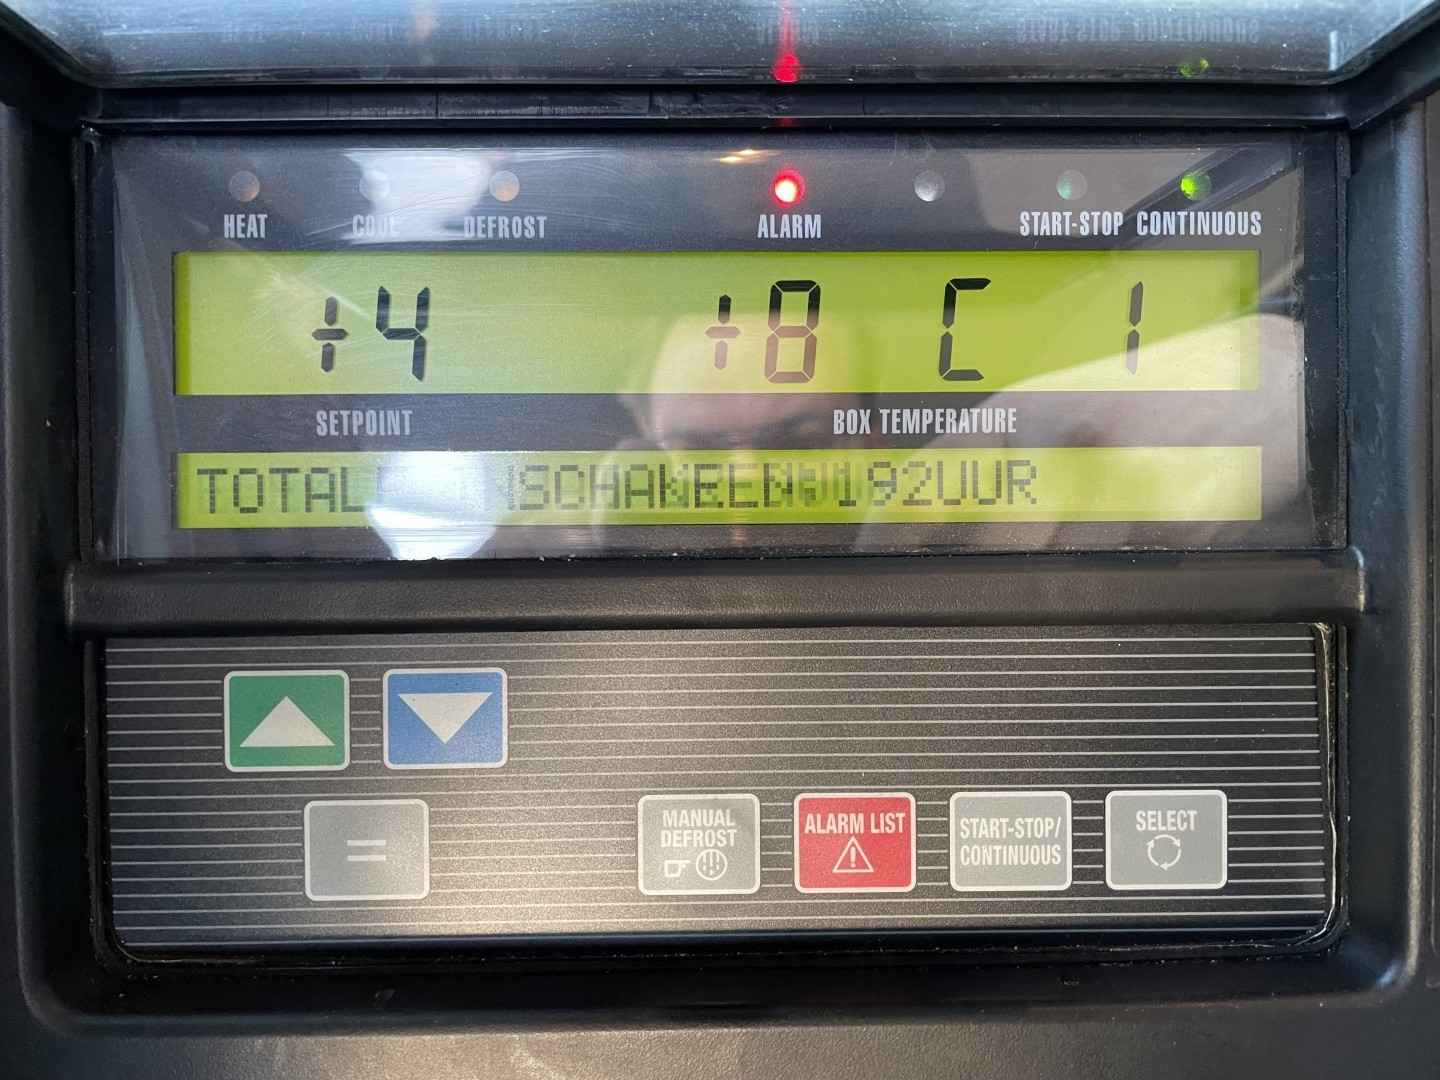 HEAT COOL DEFROST ALARM START-STOP CONTINUOUS
+4 +8 C 1
SETPOINT BOX TEMPERATURE
TOTAL
MANUAL DEFROST
ALARM LIST
START-STOP/
CONTINUOUS
SELECT